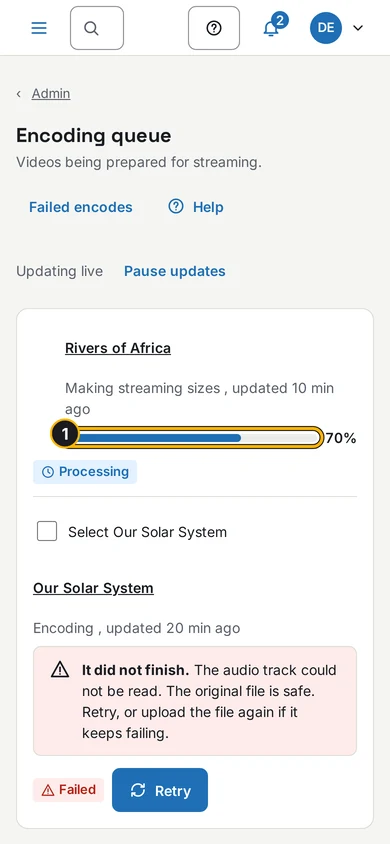 2
DE
‹ Admin
Encoding queue
Videos being prepared for streaming.
Failed encodes
Help
Updating live
Pause updates
Rivers of Africa
Making streaming sizes , updated 10 min
ago
1
70%
Processing
Select Our Solar System
Our Solar System
Encoding , updated 20 min ago
It did not finish. The audio track could
not be read. The original file is safe.
Retry, or upload the file again if it
keeps failing.
Failed
Retry